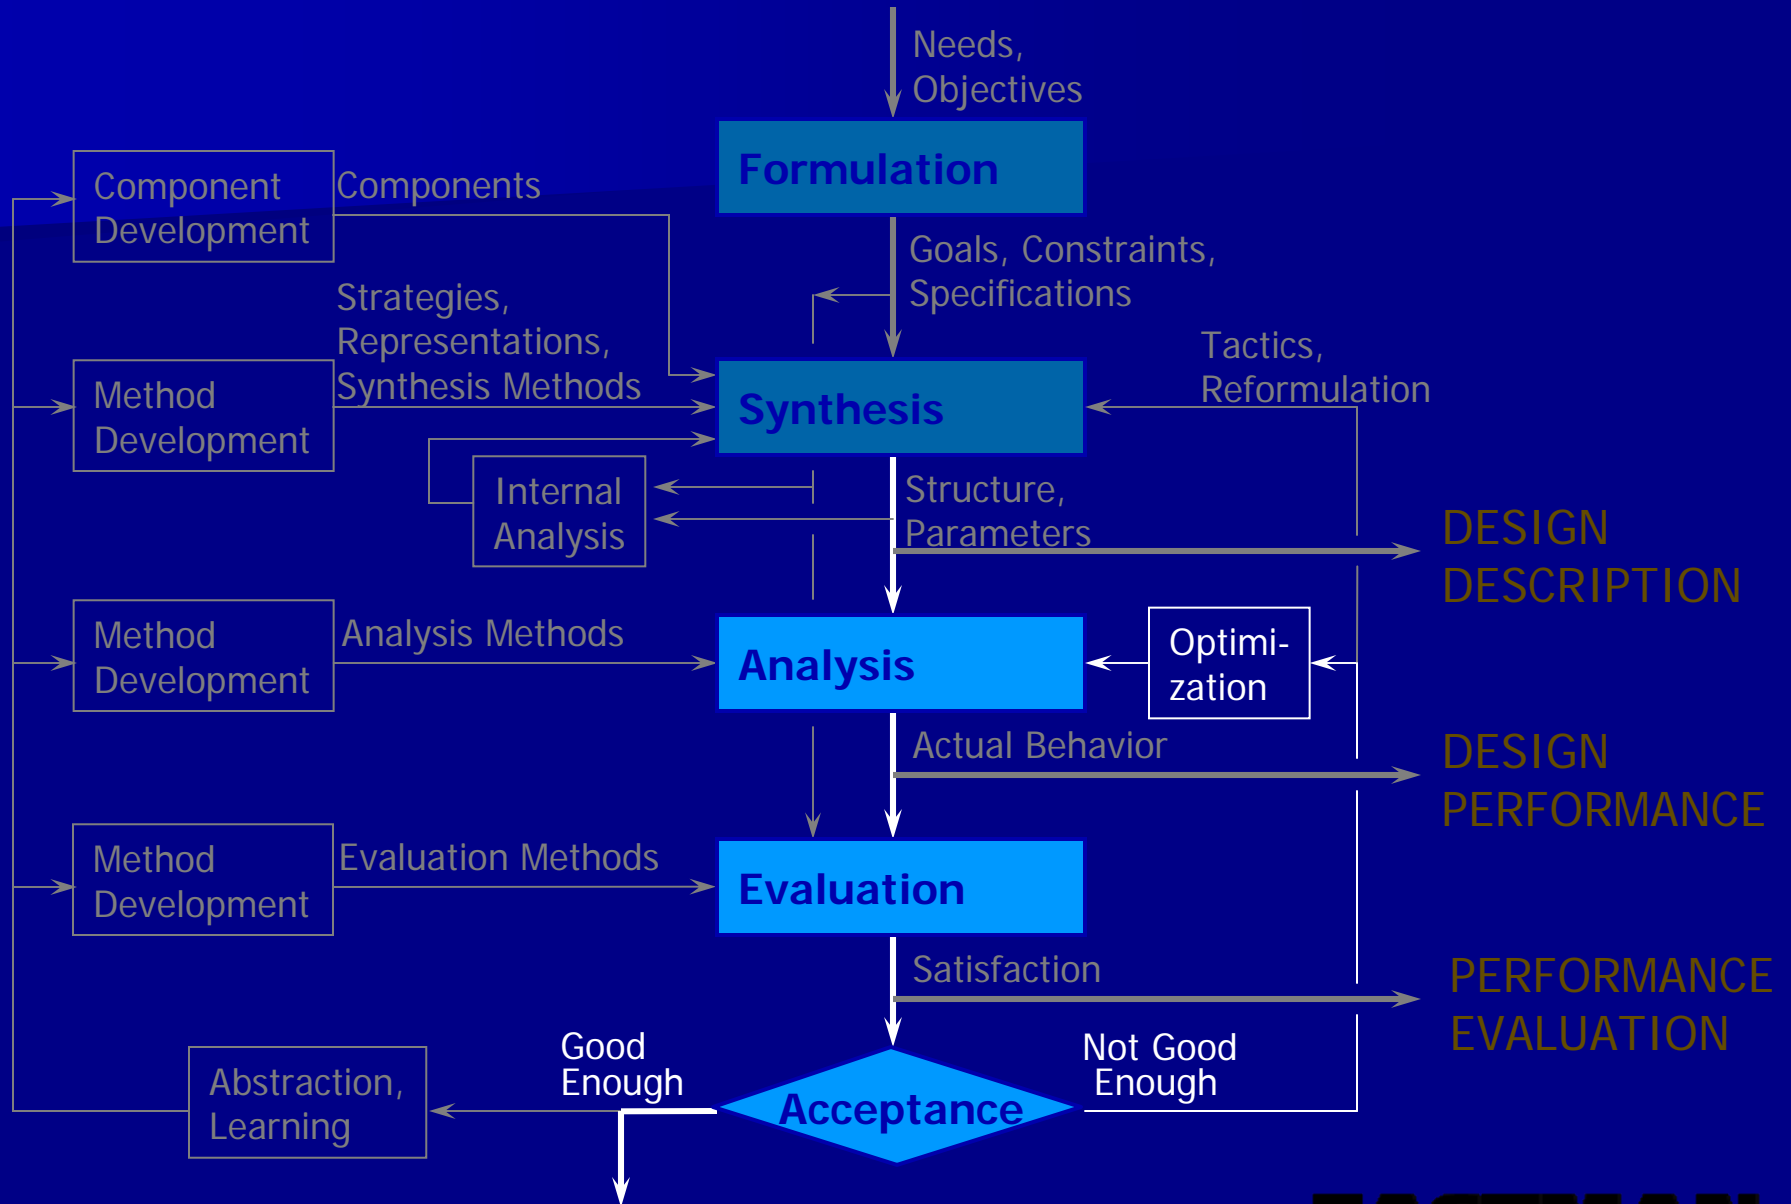 Needs,
Objectives
Formulation
Component
Development
Components
Goals, Constraints,
Specifications
Strategies,
Representations,
Synthesis Methods
Method
Development
Synthesis
Tactics,
Reformulation
Internal
Analysis
Structure,
Parameters
DESIGN
DESCRIPTION
Method
Development
Analysis Methods
Analysis
Optimi-
zation
Actual Behavior
DESIGN
PERFORMANCE
Method
Development
Evaluation Methods
Evaluation
Satisfaction
PERFORMANCE
EVALUATION
Abstraction,
Learning
Good
Enough
Acceptance
Not Good
Enough